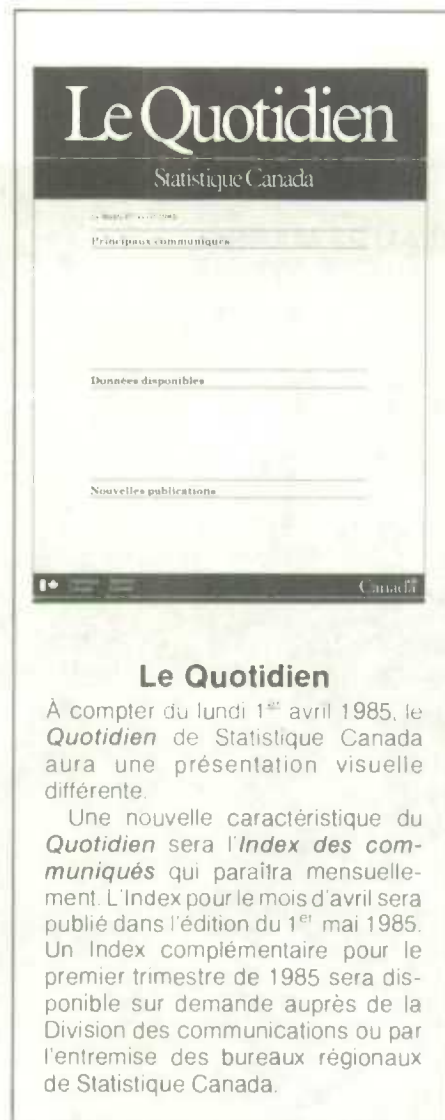 Le Quotidien
Statistique Canada
Principaux communiqués
Données disponibles
Nouvelles publications
Canada
Le Quotidien
À compter du lundi 1er avril 1985, le
Quotidien de Statistique Canada
aura une présentation visuelle
différente.
Une nouvelle caractéristique du
Quotidien sera l'Index des com-
muniqués qui paraîtra mensuelle-
ment. L'Index pour le mois d'avril sera
publié dans l'édition du 1er mai 1985.
Un Index complémentaire pour le
premier trimestre de 1985 sera dis-
ponible sur demande auprès de la
Division des communications ou par
l'entremise des bureaux régionaux
de Statistique Canada.